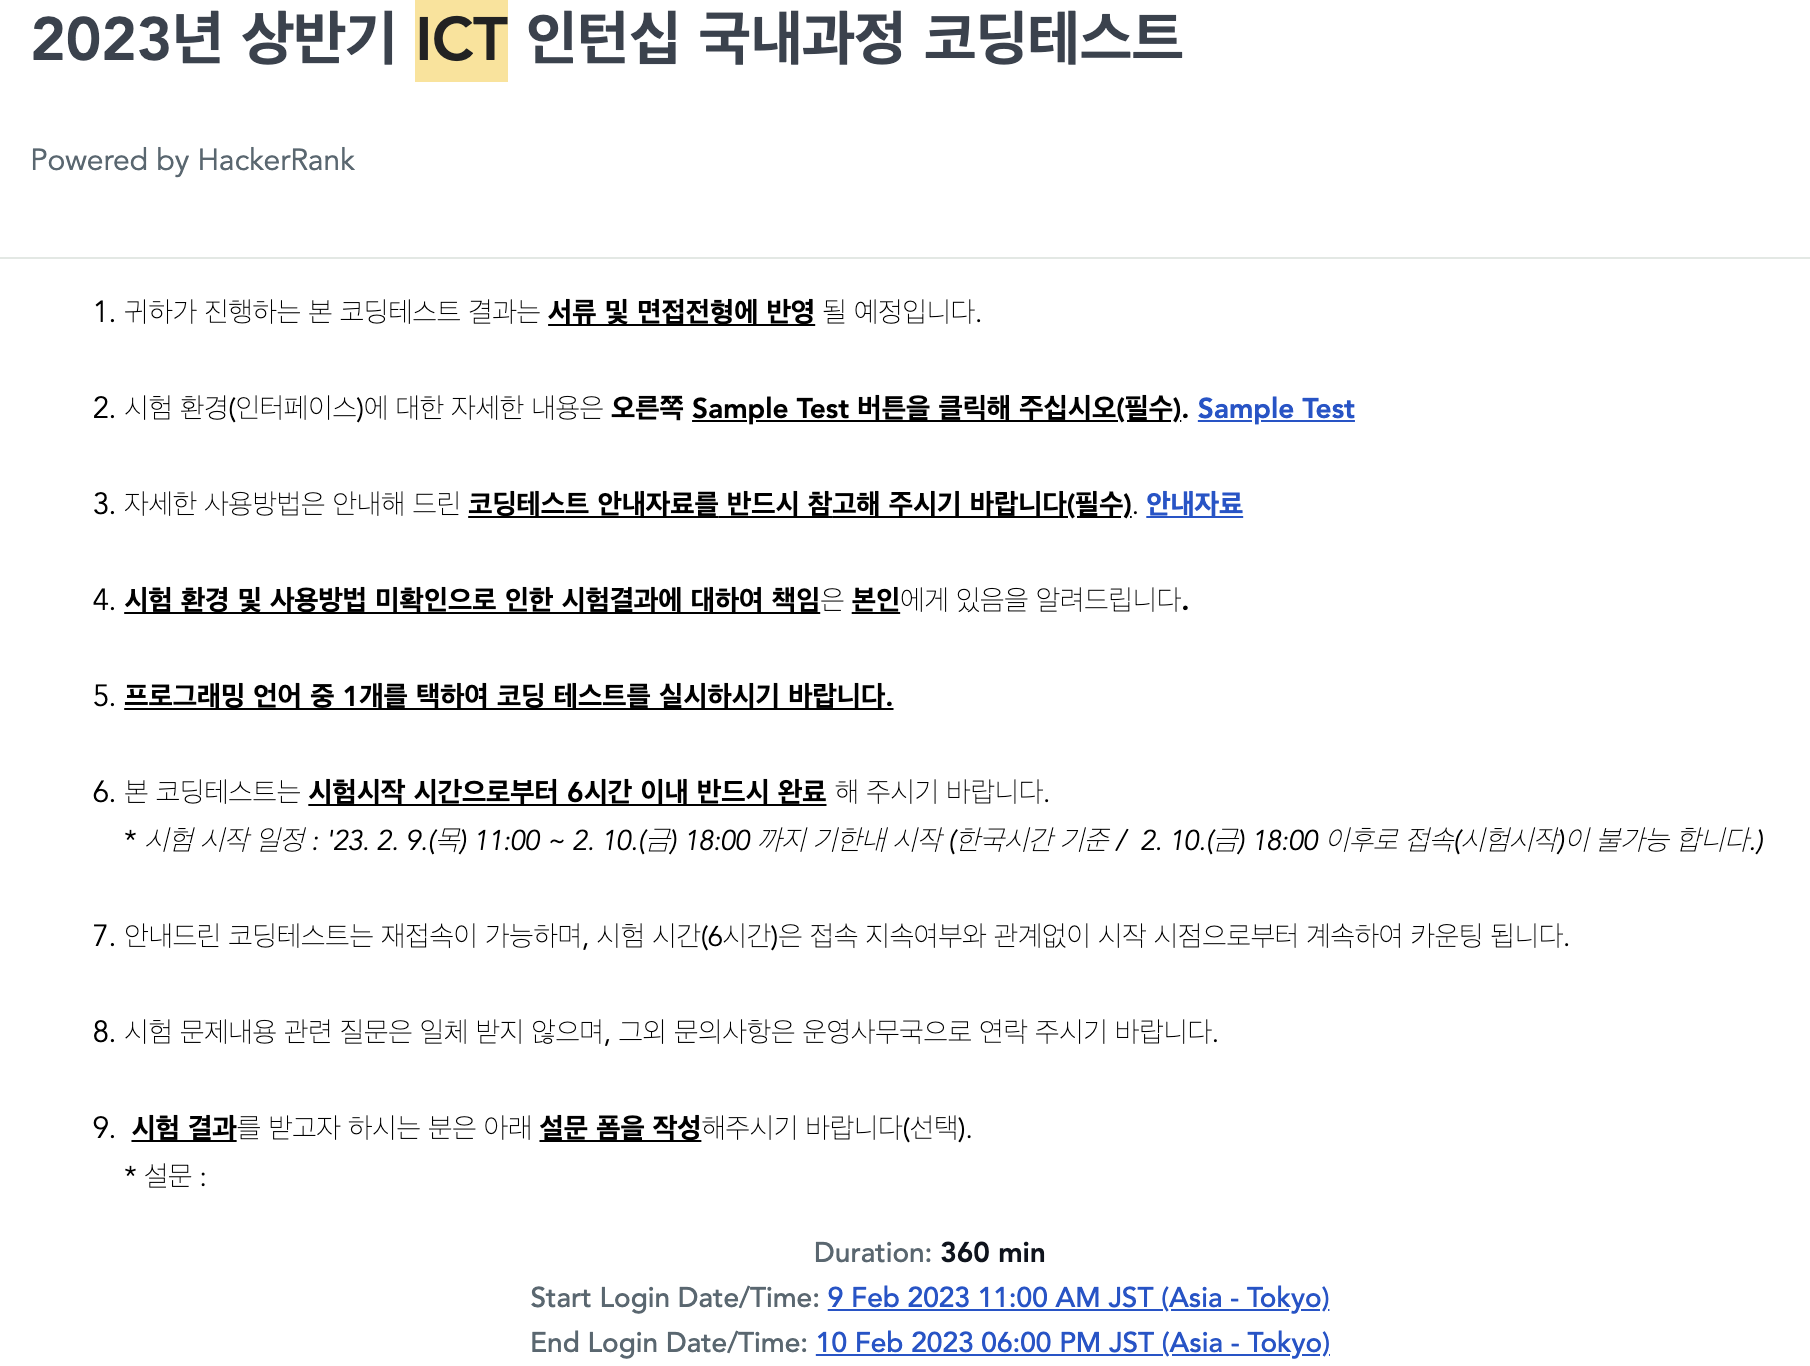 2023년 상반기 ICT 인턴십 국내과정 코딩테스트
Powered by HackerRank
1. 귀하가 진행하는 본 코딩테스트 결과는 서류 및 면접전형에 반영 될 예정입니다.
2. 시험 환경(인터페이스)에 대한 자세한 내용은 오른쪽 Sample Test 버튼을 클릭해 주십시오(필수). Sample Test
3. 자세한 사용방법은 안내해 드린 코딩테스트 안내자료를 반드시 참고해 주시기 바랍니다(필수). 안내자료
4. 시험 환경 및 사용방법 미확인으로 인한 시험결과에 대하여 책임은 본인에게 있음을 알려드립니다.
5. 프로그래밍 언어 중 1개를 택하여 코딩 테스트를 실시하시기 바랍니다.
6. 본 코딩테스트는 시험시작 시간으로부터 6시간 이내 반드시 완료 해 주시기 바랍니다.
* 시험 시작 일정 : '23. 2. 9.(목) 11:00 ~ 2. 10.(금) 18:00 까지 기한내 시작 (한국시간 기준 / 2. 10.(금) 18:00 이후로 접속(시험시작)이 불가능 합니다.)
7. 안내드린 코딩테스트는 재접속이 가능하며, 시험 시간(6시간)은 접속 지속여부와 관계없이 시작 시점으로부터 계속하여 카운팅 됩니다.
8. 시험 문제내용 관련 질문은 일체 받지 않으며, 그외 문의사항은 운영사무국으로 연락 주시기 바랍니다.
9. 시험 결과를 받고자 하시는 분은 아래 설문 폼을 작성해주시기 바랍니다(선택).
* 설문 :
Duration: 360 min
Start Login Date/Time: 9 Feb 2023 11:00 AM JST (Asia - Tokyo)
End Login Date/Time: 10 Feb 2023 06:00 PM JST (Asia - Tokyo)